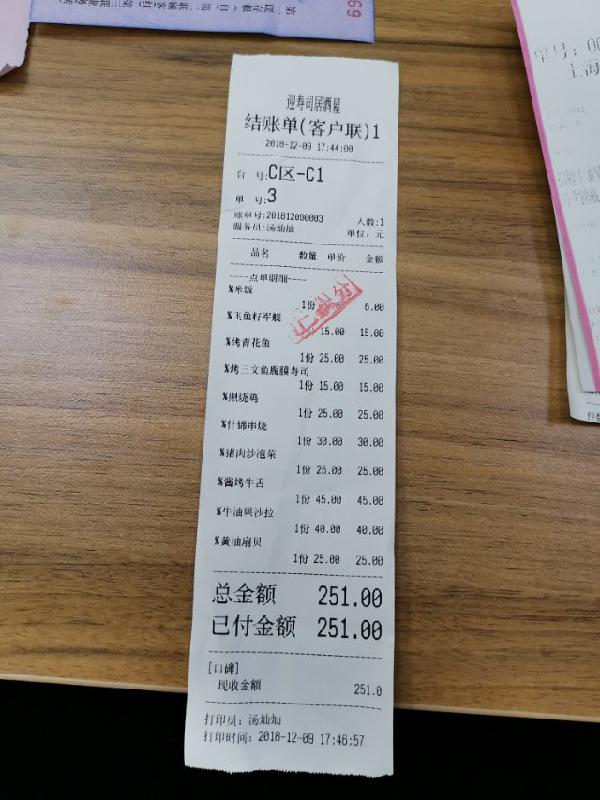 迎寿司居酒屋
结账单(客户联)1
2018-12-09 17:44:00
台 号:C区-C1
单 号:3
账单号:201812090003 人数:1
服务员:汤灿灿 单位:元
品名 数量 单价 金额
----点单明细----
%米饭
1份 6.00
%飞鱼籽军舰
1份 15.00 15.00
%烤青花鱼
1份 25.00 25.00
%烤三文鱼腩腹寿司
1份 15.00 15.00
%照烧鸡
1份 25.00 25.00
%什锦串烧
1份 30.00 30.00
%猪肉炒泡菜
1份 25.00 25.00
%酱烤牛舌
1份 45.00 45.00
%牛油果沙拉
1份 40.00 40.00
%黄油扇贝
1份 25.00 25.00
总金额 251.00
已付金额 251.00
[口碑]
现收金额 251.0
打印员:汤灿灿
打印时间:2018-12-09 17:46:57
669
单号:00
上海